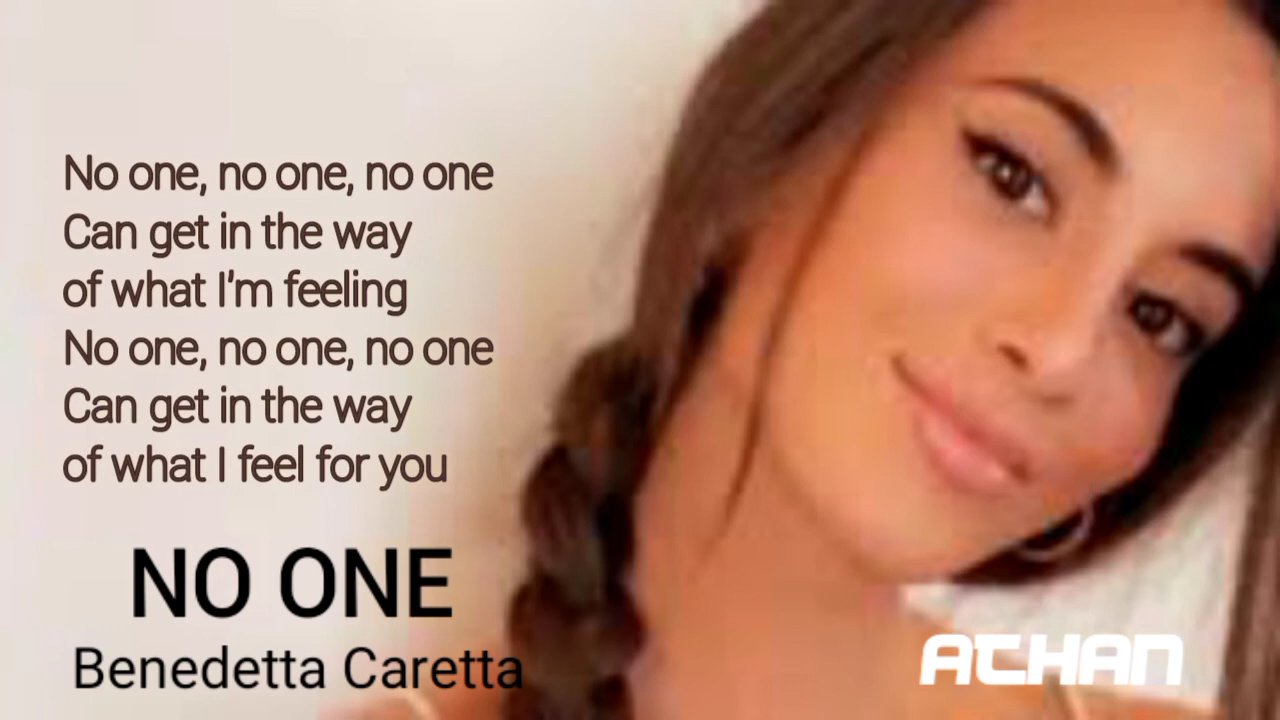 No one, no one, no one
Can get in the way
of what I'm feeling
No one, no one, no one
Can get in the way
of what I feel for you
NO ONE
Benedetta Caretta
ATHAN